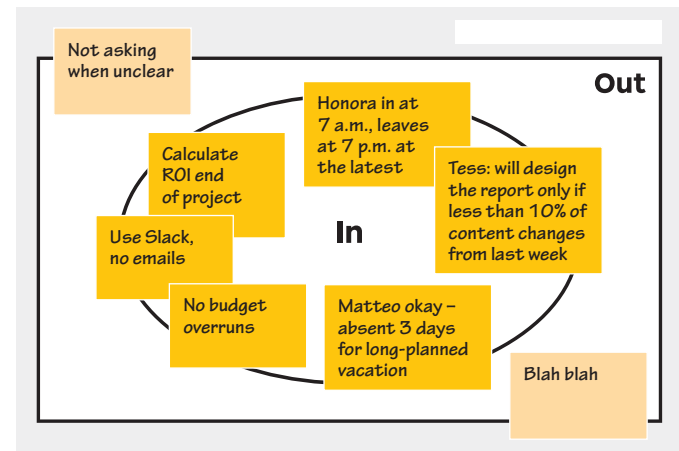 Not asking
when unclear
Out
Honora in at
7 a.m., leaves
at 7 p.m. at
the latest
Calculate
ROI end
of project
Tess: will design
the report only if
less than 10% of
content changes
from last week
Use Slack,
no emails
In
No budget
overruns
Matteo okay –
absent 3 days
for long-planned
vacation
Blah blah